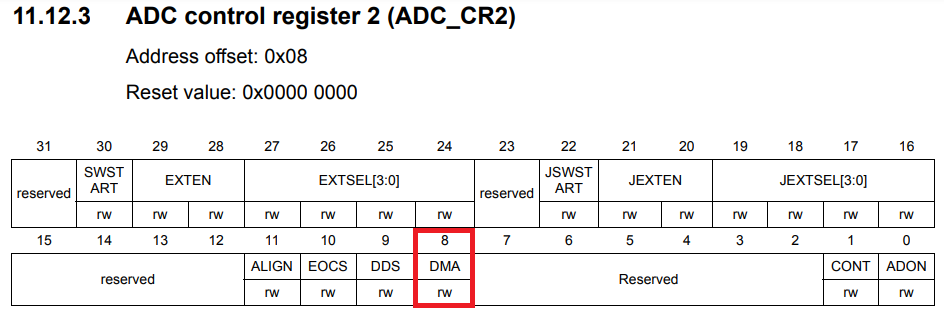 11.12.3 ADC control register 2 (ADC_CR2)
Address offset: 0x08
Reset value: 0x0000 0000
31 30 29 28 27 26 25 24 23 22 21 20 19 18 17 16
reserved SWST ART EXTEN EXTSEL[3:0] reserved JSWST ART JEXTEN JEXTSEL[3:0]
rw rw rw rw rw rw rw rw rw rw rw rw rw rw
15 14 13 12 11 10 9 8 7 6 5 4 3 2 1 0
reserved ALIGN EOCS DDS DMA Reserved CONT ADON
rw rw rw rw rw rw